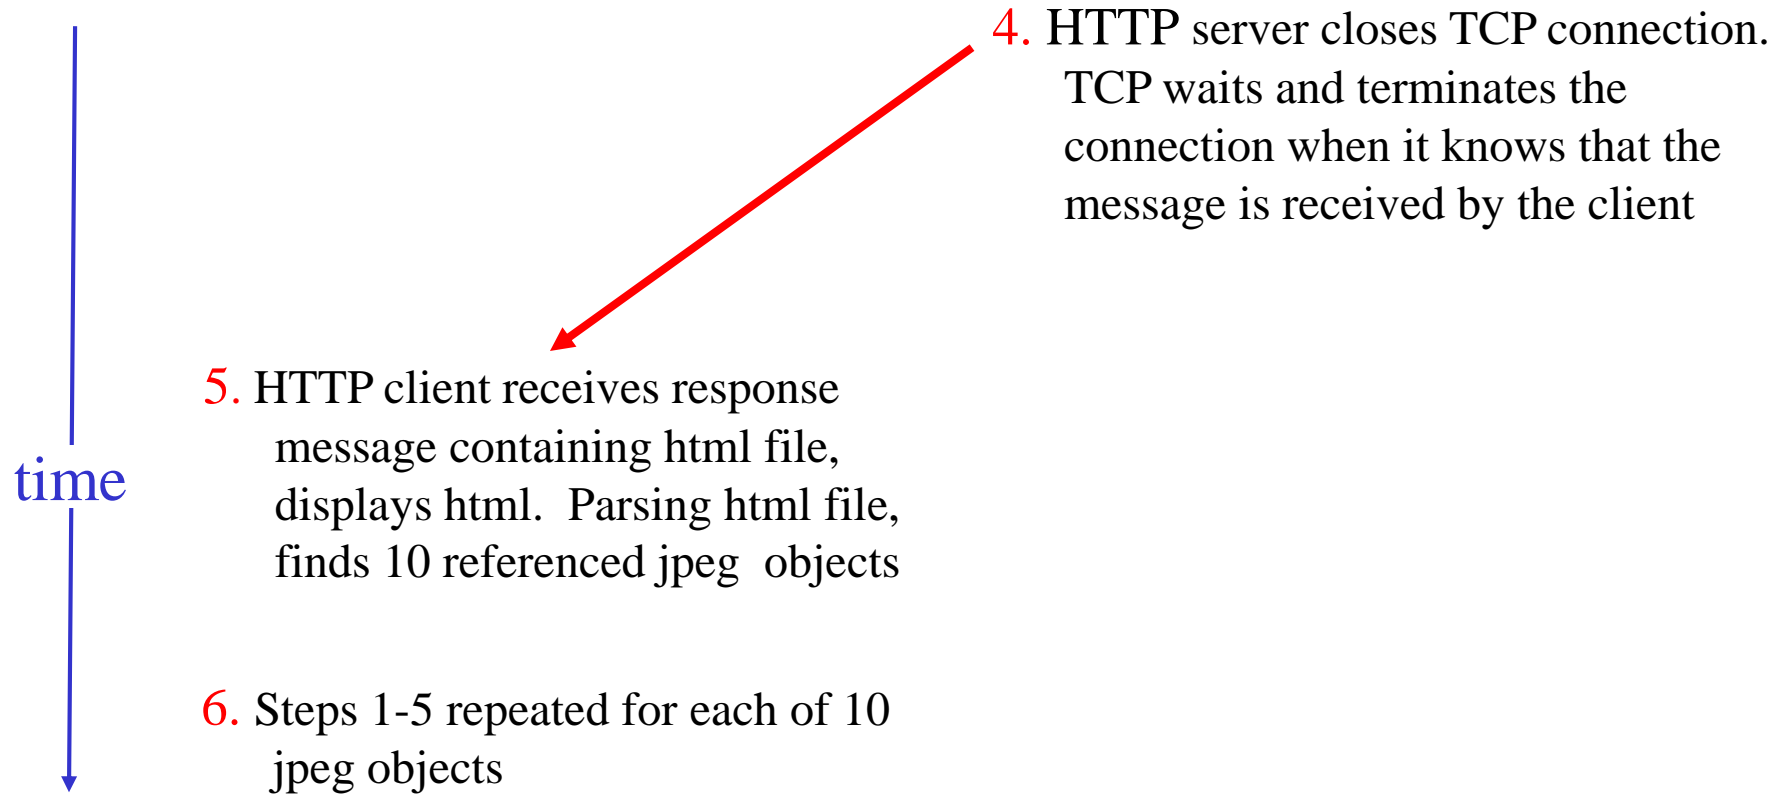 4. HTTP server closes TCP connection.
TCP waits and terminates the
connection when it knows that the
message is received by the client
5. HTTP client receives response
message containing html file,
displays html.  Parsing html file,
finds 10 referenced jpeg  objects
time
6. Steps 1-5 repeated for each of 10
jpeg objects